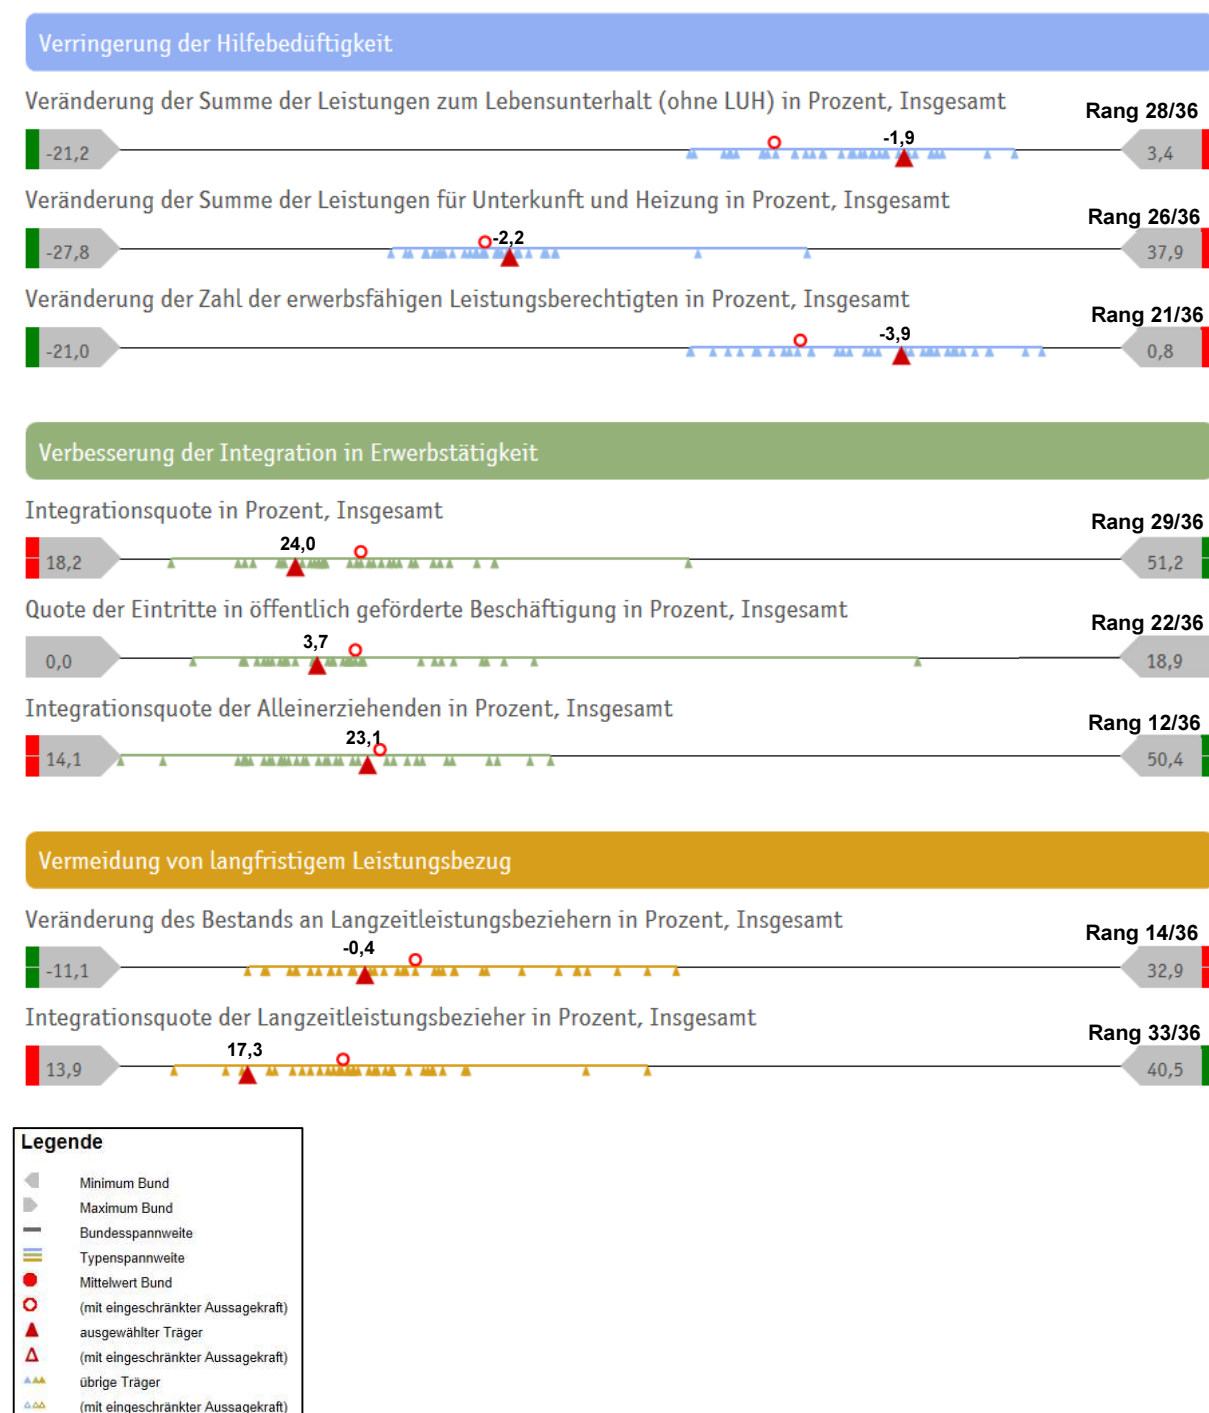 Verringerung der Hilfebedüftigkeit
Veränderung der Summe der Leistungen zum Lebensunterhalt (ohne LUH) in Prozent, Insgesamt
Rang 28/36
-21,2
-1,9
3,4
Veränderung der Summe der Leistungen für Unterkunft und Heizung in Prozent, Insgesamt
Rang 26/36
-27,8
-2,2
37,9
Veränderung der Zahl der erwerbsfähigen Leistungsberechtigten in Prozent, Insgesamt
Rang 21/36
-21,0
-3,9
0,8
Verbesserung der Integration in Erwerbstätigkeit
Integrationsquote in Prozent, Insgesamt
Rang 29/36
18,2
24,0
51,2
Quote der Eintritte in öffentlich geförderte Beschäftigung in Prozent, Insgesamt
Rang 22/36
0,0
3,7
18,9
Integrationsquote der Alleinerziehenden in Prozent, Insgesamt
Rang 12/36
14,1
23,1
50,4
Vermeidung von langfristigem Leistungsbezug
Veränderung des Bestands an Langzeitleistungsbeziehern in Prozent, Insgesamt
Rang 14/36
-11,1
-0,4
32,9
Integrationsquote der Langzeitleistungsbezieher in Prozent, Insgesamt
Rang 33/36
13,9
17,3
40,5
Legende
Minimum Bund
Maximum Bund
Bundesspannweite
Typenspannweite
Mittelwert Bund
(mit eingeschränkter Aussagekraft)
ausgewählter Träger
(mit eingeschränkter Aussagekraft)
übrige Träger
(mit eingeschränkter Aussagekraft)